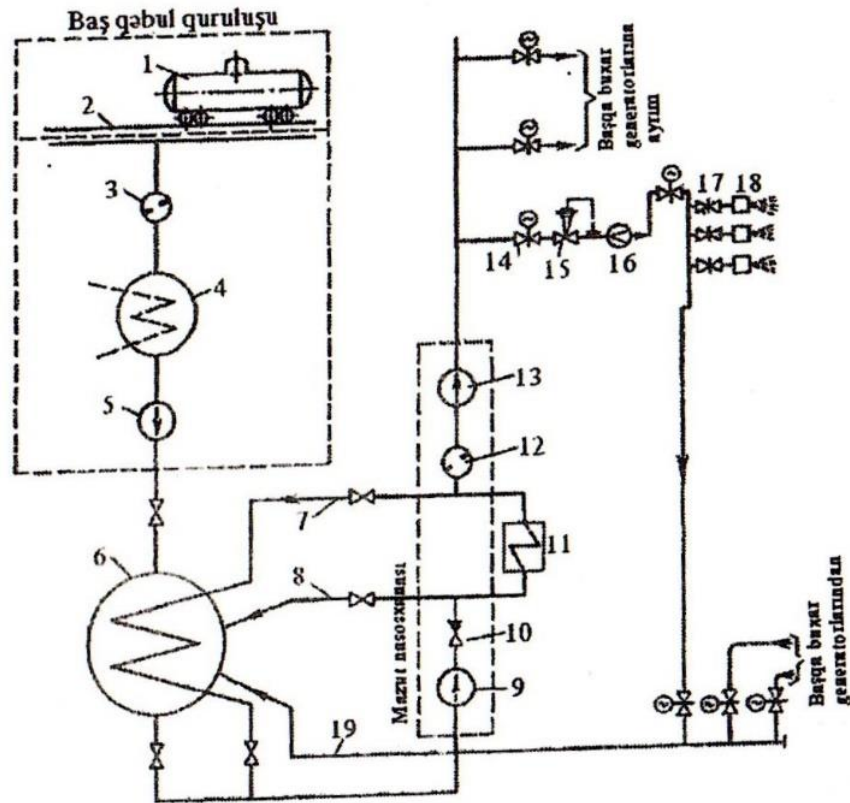 Baş qəbul quruluşu
1
2
3
4
5
6
7
8
9
10
11
12
13
14
15
16
17
18
19
Başqa buxar
generatorlarına
ayrım
Mazut nasosxanası
Başqa buxar
generatorlarından